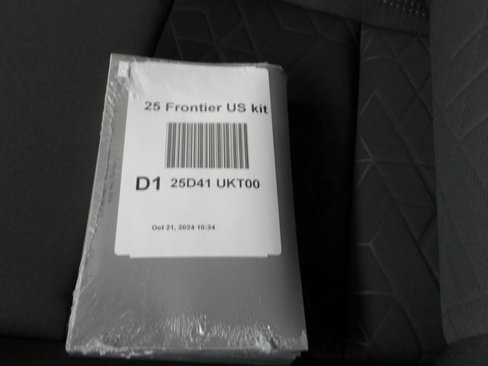 25 Frontier US kit
D1 25D41 UKT00
Oct 21, 2024 10:34